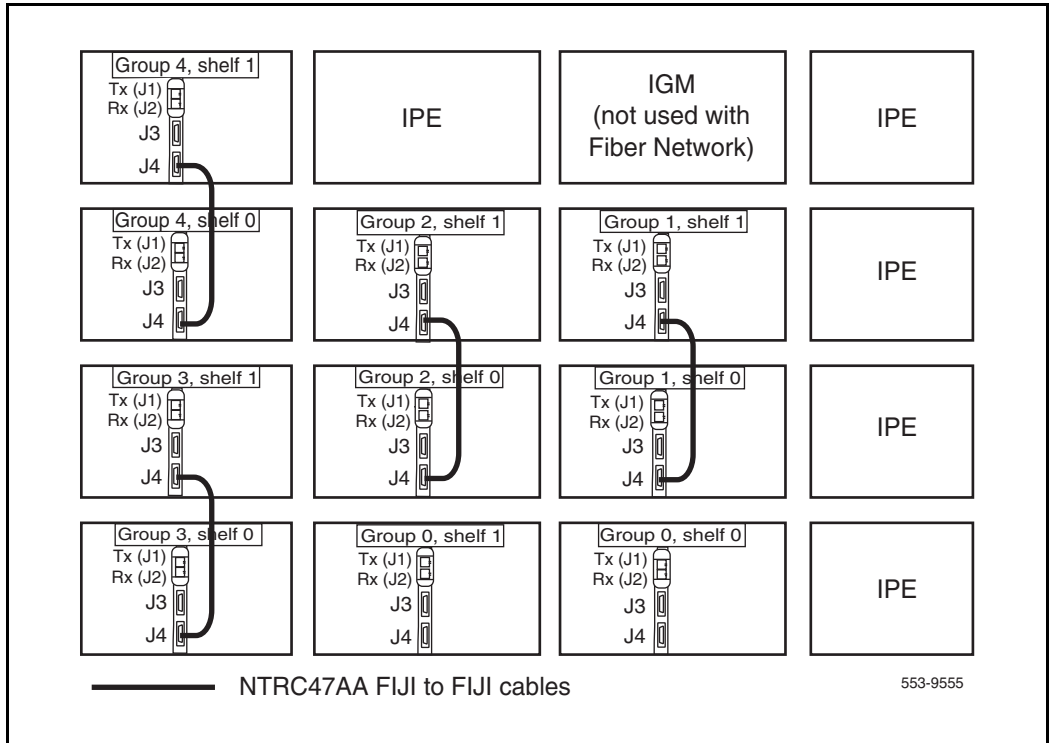 Group 4, shelf 1
Tx (J1)
Rx (J2)
J3
J4
IPE
IGM
(not used with
Fiber Network)
IPE
Group 4, shelf 0
Tx (J1)
Rx (J2)
J3
J4
Group 2, shelf 1
Tx (J1)
Rx (J2)
J3
J4
Group 1, shelf 1
Tx (J1)
Rx (J2)
J3
J4
IPE
Group 3, shelf 1
Tx (J1)
Rx (J2)
J3
J4
Group 2, shelf 0
Tx (J1)
Rx (J2)
J3
J4
Group 1, shelf 0
Tx (J1)
Rx (J2)
J3
J4
IPE
Group 3, shelf 0
Tx (J1)
Rx (J2)
J3
J4
Group 0, shelf 1
Tx (J1)
Rx (J2)
J3
J4
Group 0, shelf 0
Tx (J1)
Rx (J2)
J3
J4
IPE
NTRC47AA FIJI to FIJI cables
553-9555